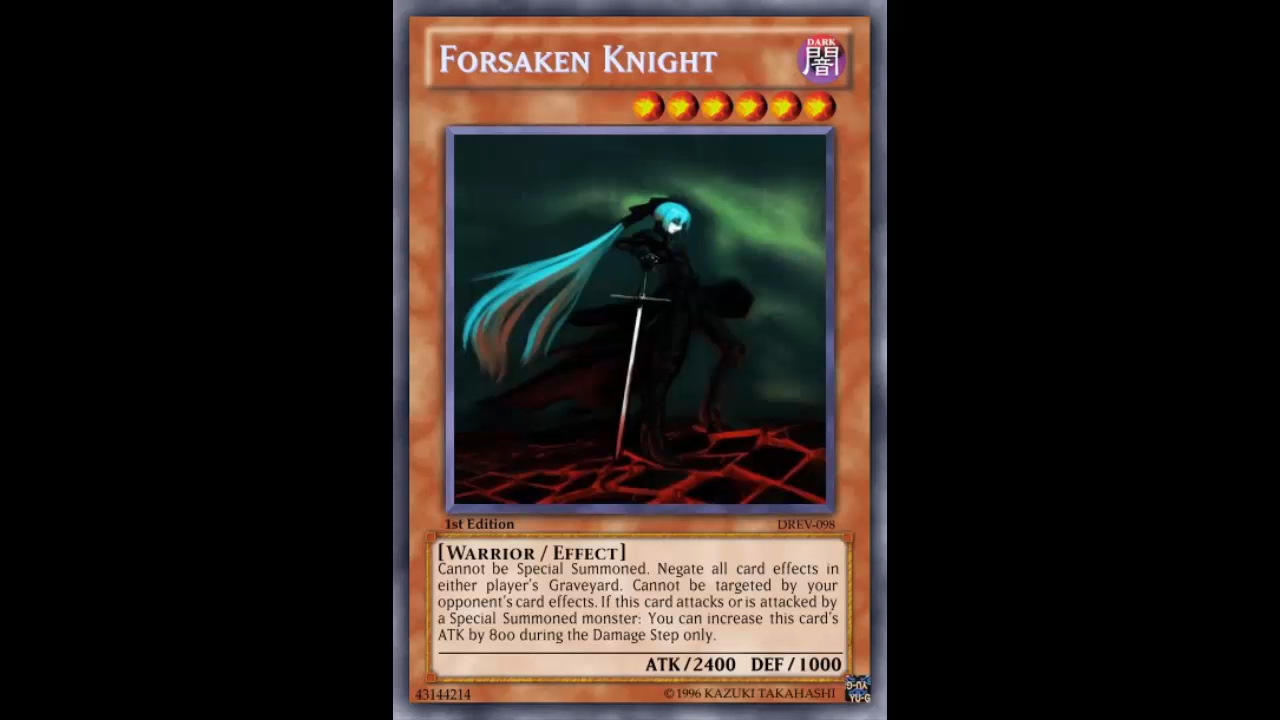 Forsaken Knight
DARK
闇
1st Edition
DREV-098
[Warrior / Effect]
Cannot be Special Summoned. Negate all card effects in
either player's Graveyard. Cannot be targeted by your
opponent's card effects. If this card attacks or is attacked by
a Special Summoned monster: You can increase this card's
ATK by 800 during the Damage Step only.
ATK/2400 DEF/1000
43144214
©1996 KAZUKI TAKAHASHI